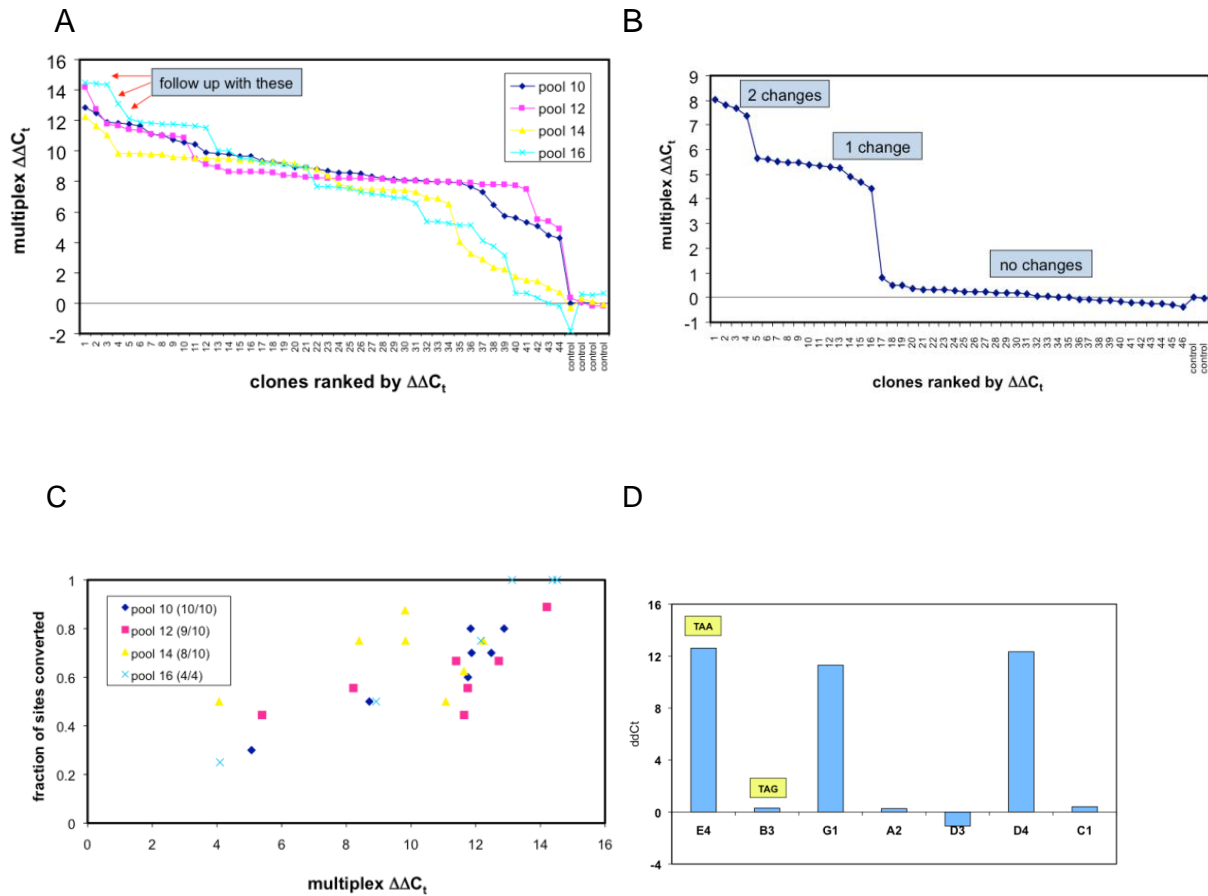 A
16
14
12
10
8
6
4
2
0
-2
multiplex ΔΔCt
follow up with these
pool 10
pool 12
pool 14
pool 16
1 2 3 4 5 6 7 8 9 10 11 12 13 14 15 16 17 18 19 20 21 22 23 24 25 26 27 28 29 30 31 32 33 34 35 36 37 38 39 40 41 42 43 44 control control control control
clones ranked by ΔΔCt
B
9
8
7
6
5
4
3
2
1
0
-1
multiplex ΔΔCt
2 changes
1 change
no changes
1 2 3 4 5 6 7 8 9 10 11 12 13 14 15 16 17 18 19 20 21 22 23 24 25 26 27 28 29 30 31 32 33 34 35 36 37 38 39 40 41 42 43 44 45 46 control control
clones ranked by ΔΔCt
C
1
0.8
0.6
0.4
0.2
0
fraction of sites converted
pool 10 (10/10)
pool 12 (9/10)
pool 14 (8/10)
pool 16 (4/4)
0 2 4 6 8 10 12 14 16
multiplex ΔΔCt
D
16
12
8
4
0
-4
ddCt
TAA
TAG
E4 B3 G1 A2 D3 D4 C1